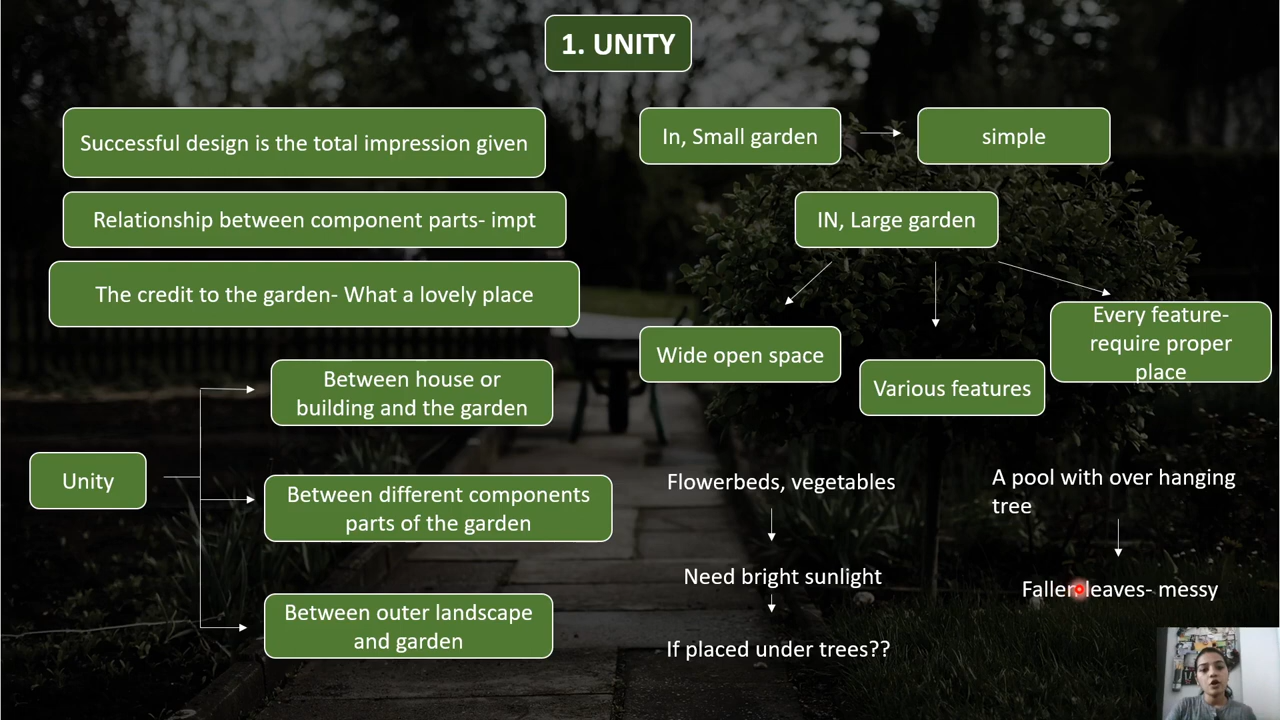 1. UNITY
Successful design is the total impression given
Relationship between component parts- impt
The credit to the garden- What a lovely place
Unity
Between house or
building and the garden
Between different components
parts of the garden
Between outer landscape
and garden
In, Small garden
simple
IN, Large garden
Wide open space
Various features
Every feature-
require proper
place
Flowerbeds, vegetables
Need bright sunlight
If placed under trees??
A pool with over hanging
tree
Fallen leaves- messy